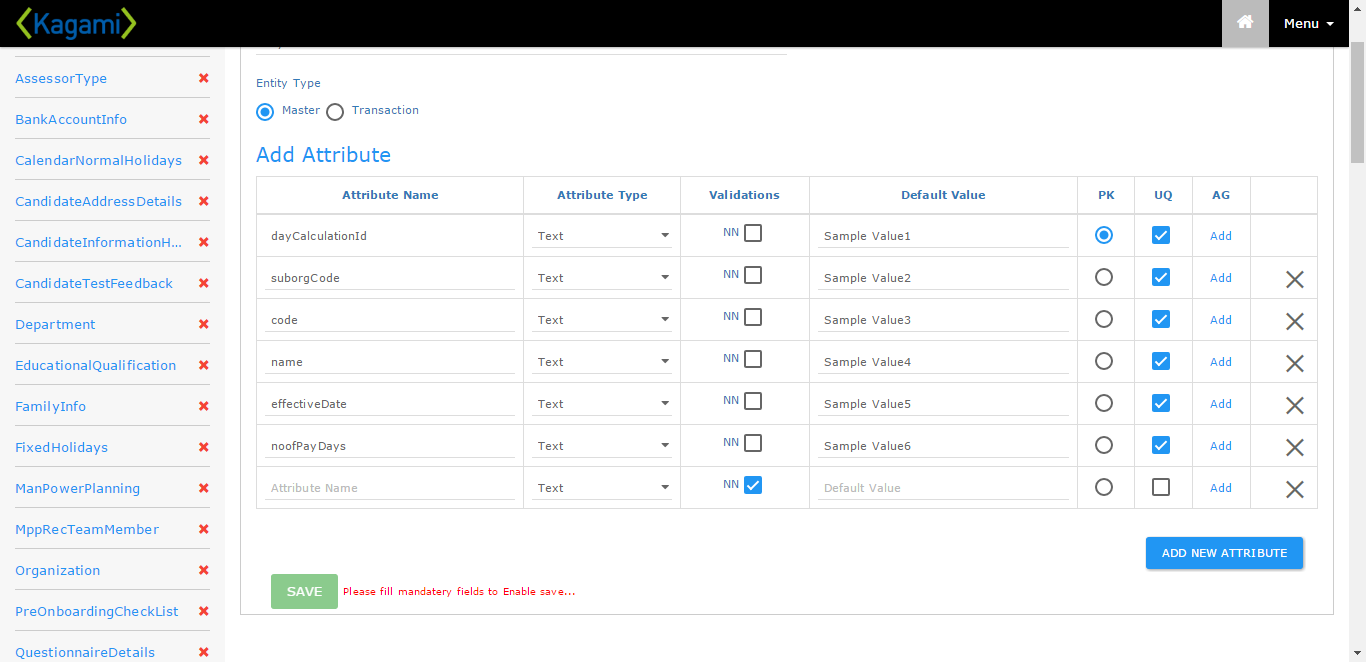 Kagami
Menu
AssessorType
BankAccountInfo
CalendarNormalHolidays
CandidateAddressDetails
CandidateInformationH...
CandidateTestFeedback
Department
EducationalQualification
FamilyInfo
FixedHolidays
ManPowerPlanning
MppRecTeamMember
Organization
PreOnboardingCheckList
QuestionnaireDetails
Entity Type
Master Transaction
Add Attribute
Attribute Name Attribute Type Validations Default Value PK UQ AG
dayCalculationId Text NN Sample Value1 Add
suborgCode Text NN Sample Value2 Add
code Text NN Sample Value3 Add
name Text NN Sample Value4 Add
effectiveDate Text NN Sample Value5 Add
noofPayDays Text NN Sample Value6 Add
Attribute Name Text NN Default Value Add
ADD NEW ATTRIBUTE
SAVE Please fill mandatery fields to Enable save...